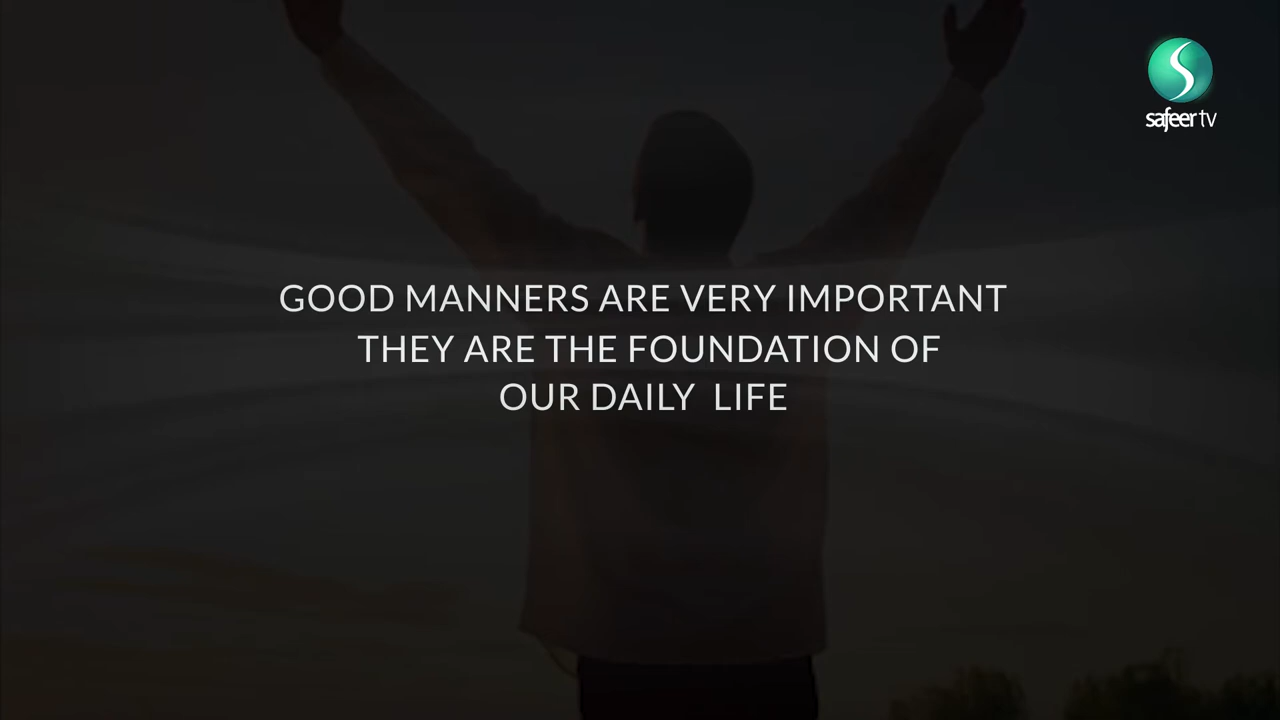 safeer tv
GOOD MANNERS ARE VERY IMPORTANT
THEY ARE THE FOUNDATION OF
OUR DAILY LIFE